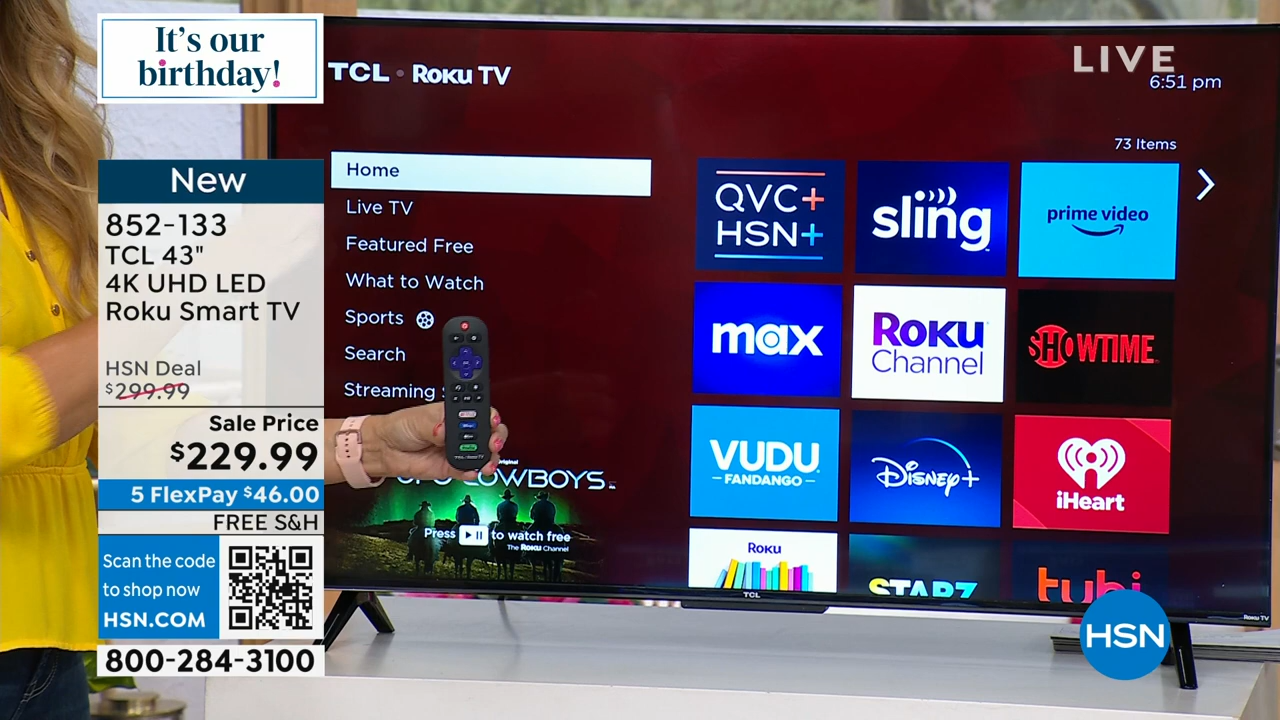 It's our
birthday!
New
852-133
TCL 43"
4K UHD LED
Roku Smart TV
HSN Deal
$299.99
Sale Price
$229.99
5 FlexPay $46.00
FREE S&H
Scan the code
to shop now
HSN.COM
800-284-3100
TCL • Roku TV
LIVE
6:51 pm
73 Items
Home
Live TV
Featured Free
What to Watch
Sports
Search
Streaming
Original
COWBOYS
Press to watch free
The Roku Channel
QVC+
HSN+
sling
prime video
max
Roku
Channel
SHOWTIME
VUDU
FANDANGO
Disney+
iHeart
Roku
STARZ
tubi
TCL
Roku TV
HSN